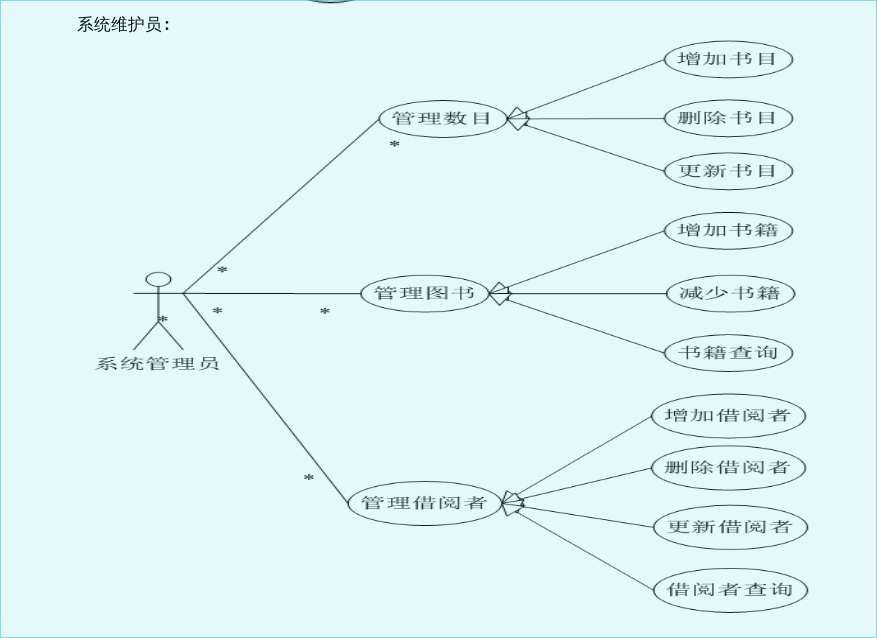 系统维护员：
增加书目
管理数目
删除书目
*
更新书目
增加书籍
*
管理图书
减少书籍
*
*
*
系统管理员
书籍查询
增加借阅者
删除借阅者
*
管理借阅者
更新借阅者
借阅者查询